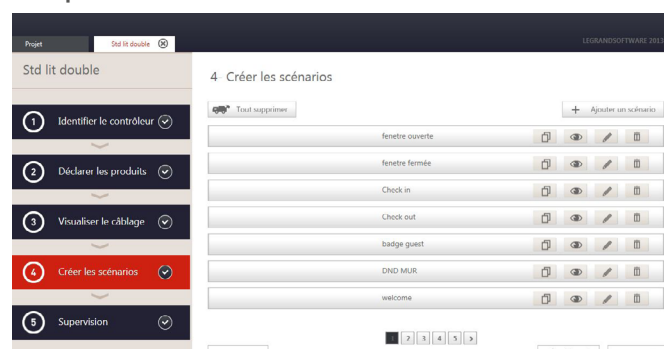 Projet
Std lit double
LEGRANDSOFTWARE 2013
Std lit double
4 Créer les scénarios
Tout supprimer
+ Ajouter un scénario
1 Identifier le contrôleur
2 Déclarer les produits
3 Visualiser le câblage
4 Créer les scénarios
5 Supervision
fenetre ouverte
fenetre fermée
Check in
Check out
badge guest
DND MUR
welcome
1 2 3 4 5 >